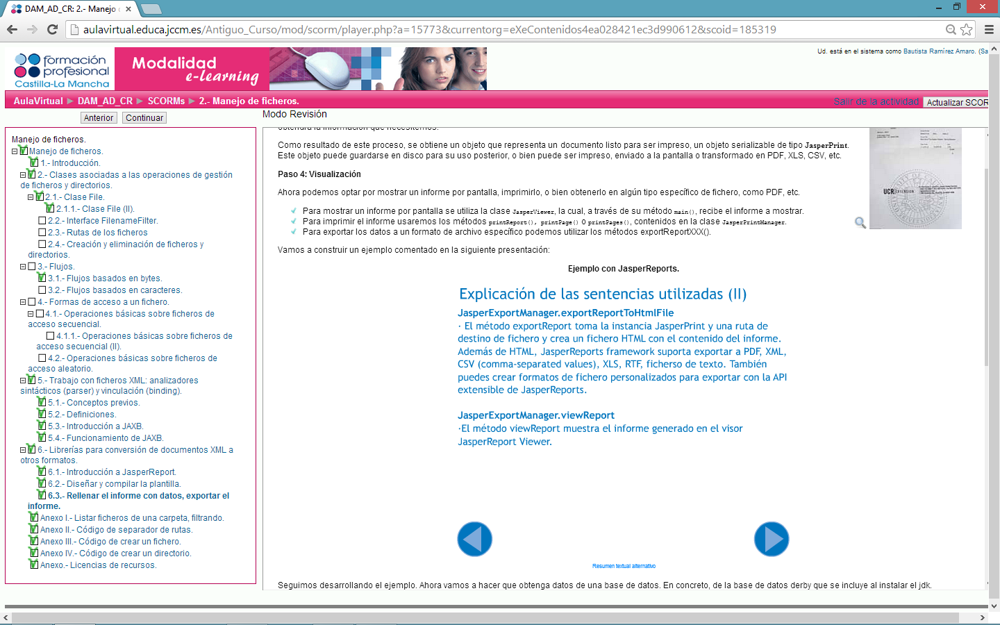 DAM_AD_CR: 2.- Manejo
aulavirtual.educa.jccm.es/Antiguo_Curso/mod/scorm/player.php?a=15773&currentorg=eXeContenidos4ea028421ec3d990612&scoid=185319
formación
profesional
Castilla-La Mancha
Modalidad
e-learning
Ud. está en el sistema como Bautista Ramírez Amaro. (Sa
AulaVirtual ► DAM_AD_CR ► SCORMs ► 2.- Manejo de ficheros.
Salir de la actividad
Actualizar SCOR
Anterior
Continuar
Modo Revisión
Manejo de ficheros.
Manejo de ficheros.
1.- Introducción.
2.- Clases asociadas a las operaciones de gestión
de ficheros y directorios.
2.1.- Clase File.
2.1.1.- Clase File (II).
2.2.- Interface FilenameFilter.
2.3.- Rutas de los ficheros
2.4.- Creación y eliminación de ficheros y
directorios.
3.- Flujos.
3.1.- Flujos basados en bytes.
3.2.- Flujos basados en caracteres.
4.- Formas de acceso a un fichero.
4.1.- Operaciones básicas sobre ficheros de
acceso secuencial.
4.1.1.- Operaciones básicas sobre ficheros de
acceso secuencial (II).
4.2.- Operaciones básicas sobre ficheros de
acceso aleatorio.
5.- Trabajo con ficheros XML: analizadores
sintácticos (parser) y vinculación (binding).
5.1.- Conceptos previos.
5.2.- Definiciones.
5.3.- Introducción a JAXB.
5.4.- Funcionamiento de JAXB.
6.- Librerías para conversión de documentos XML a
otros formatos.
6.1.- Introducción a JasperReport.
6.2.- Diseñar y compilar la plantilla.
6.3.- Rellenar el informe con datos, exportar el
informe.
Anexo I.- Listar ficheros de una carpeta, filtrando.
Anexo II.- Código de separador de rutas.
Anexo III.- Código de crear un fichero.
Anexo IV.- Código de crear un directorio.
Anexo.- Licencias de recursos.
obtendrá la información que necesitemos.
Como resultado de este proceso, se obtiene un objeto que representa un documento listo para ser impreso, un objeto serializable de tipo JasperPrint.
Este objeto puede guardarse en disco para su uso posterior, o bien puede ser impreso, enviado a la pantalla o transformado en PDF, XLS, CSV, etc.
Paso 4: Visualización
Ahora podemos optar por mostrar un informe por pantalla, imprimirlo, o bien obtenerlo en algún tipo específico de fichero, como PDF, etc.
Para mostrar un informe por pantalla se utiliza la clase JasperViewer, la cual, a través de su método main(), recibe el informe a mostrar.
Para imprimir el informe usaremos los métodos printReport(), printPage() o printPages(), contenidos en la clase JasperPrintManager.
Para exportar los datos a un formato de archivo específico podemos utilizar los métodos exportReportXXX().
UCR EXTENSION
Vamos a construir un ejemplo comentado en la siguiente presentación:
Ejemplo con JasperReports.
Explicación de las sentencias utilizadas (II)
JasperExportManager.exportReportToHtmlFile
· El método exportReport toma la instancia JasperPrint y una ruta de
destino de fichero y crea un fichero HTML con el contenido del informe.
Además de HTML, JasperReports framework suporta exportar a PDF, XML,
CSV (comma-separated values), XLS, RTF, ficherso de texto. También
puedes crear formatos de fichero personalizados para exportar con la API
extensible de JasperReports.
JasperExportManager.viewReport
·El método viewReport muestra el informe generado en el visor
JasperReport Viewer.
Resumen textual alternativo
Seguimos desarrollando el ejemplo. Ahora vamos a hacer que obtenga datos de una base de datos. En concreto, de la base de datos derby que se incluye al instalar el jdk.